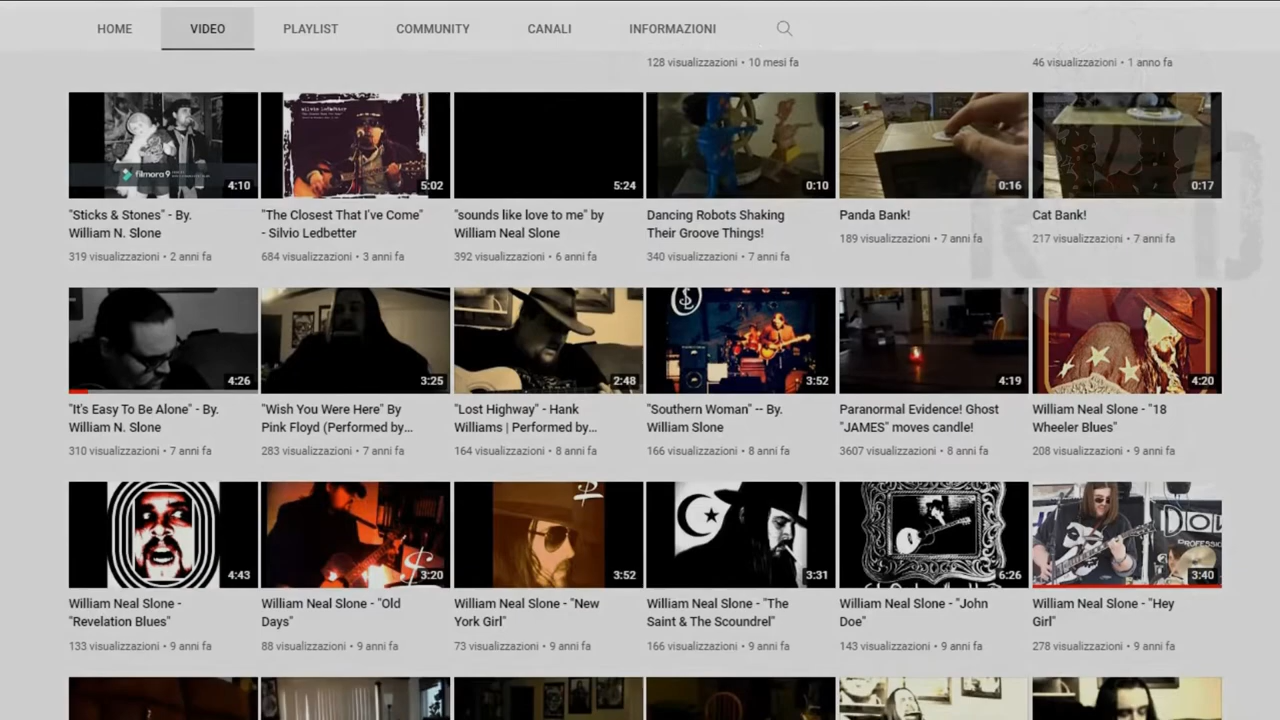 HOME VIDEO PLAYLIST COMMUNITY CANALI INFORMAZIONI
128 visualizzazioni • 10 mesi fa
46 visualizzazioni • 1 anno fa
filmora 9
4:10
5:02
5:24
0:10
0:16
0:17
"Sticks & Stones" - By.
William N. Slone
319 visualizzazioni • 2 anni fa
"The Closest That I've Come"
- Silvio Ledbetter
684 visualizzazioni • 3 anni fa
"sounds like love to me" by
William Neal Slone
392 visualizzazioni • 6 anni fa
Dancing Robots Shaking
Their Groove Things!
340 visualizzazioni • 7 anni fa
Panda Bank!
189 visualizzazioni • 7 anni fa
Cat Bank!
217 visualizzazioni • 7 anni fa
4:26
3:25
2:48
$
3:52
4:19
4:20
"It's Easy To Be Alone" - By.
William N. Slone
310 visualizzazioni • 7 anni fa
"Wish You Were Here" By
Pink Floyd (Performed by...
283 visualizzazioni • 7 anni fa
"Lost Highway" - Hank
Williams | Performed by...
164 visualizzazioni • 8 anni fa
"Southern Woman" -- By.
William Slone
166 visualizzazioni • 8 anni fa
Paranormal Evidence! Ghost
"JAMES" moves candle!
3607 visualizzazioni • 8 anni fa
William Neal Slone - "18
Wheeler Blues"
208 visualizzazioni • 9 anni fa
4:43
$
3:20
3:52
3:31
6:26
3:40
William Neal Slone -
"Revelation Blues"
133 visualizzazioni • 9 anni fa
William Neal Slone - "Old
Days"
88 visualizzazioni • 9 anni fa
William Neal Slone - "New
York Girl"
73 visualizzazioni • 9 anni fa
William Neal Slone - "The
Saint & The Scoundrel"
166 visualizzazioni • 9 anni fa
William Neal Slone - "John
Doe"
143 visualizzazioni • 9 anni fa
William Neal Slone - "Hey
Girl"
278 visualizzazioni • 9 anni fa